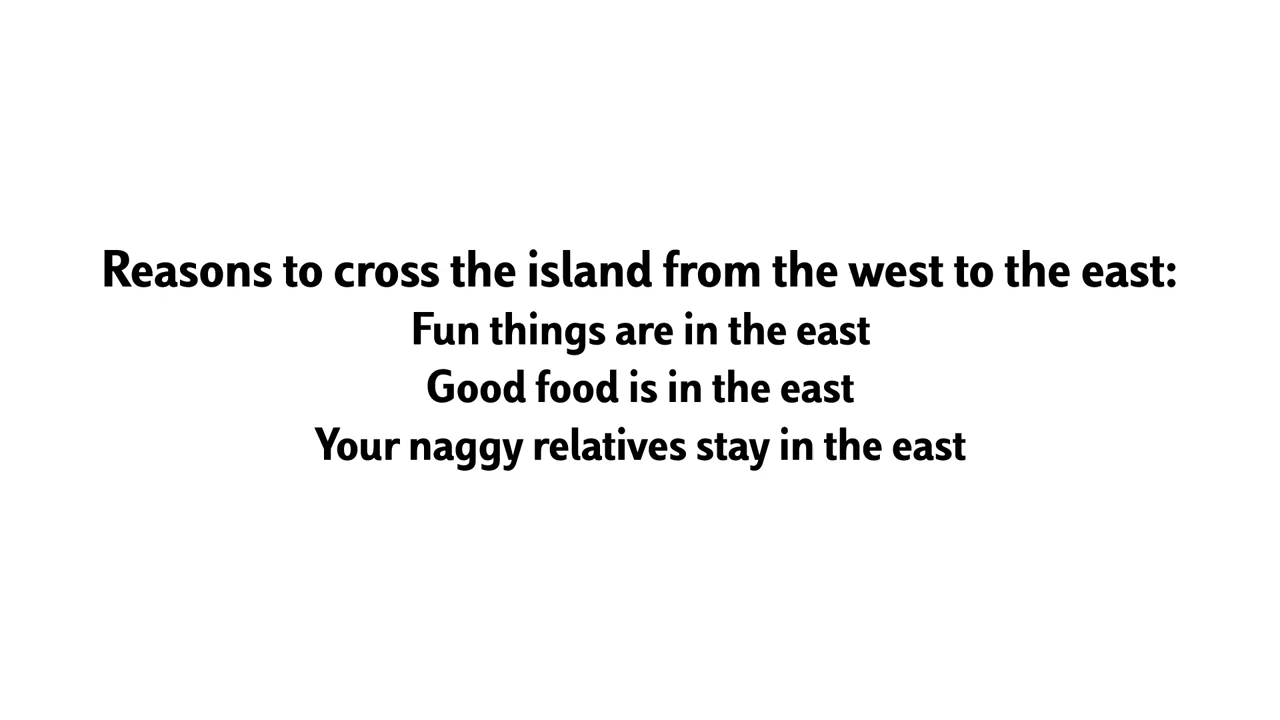 Reasons to cross the island from the west to the east:
Fun things are in the east
Good food is in the east
Your naggy relatives stay in the east